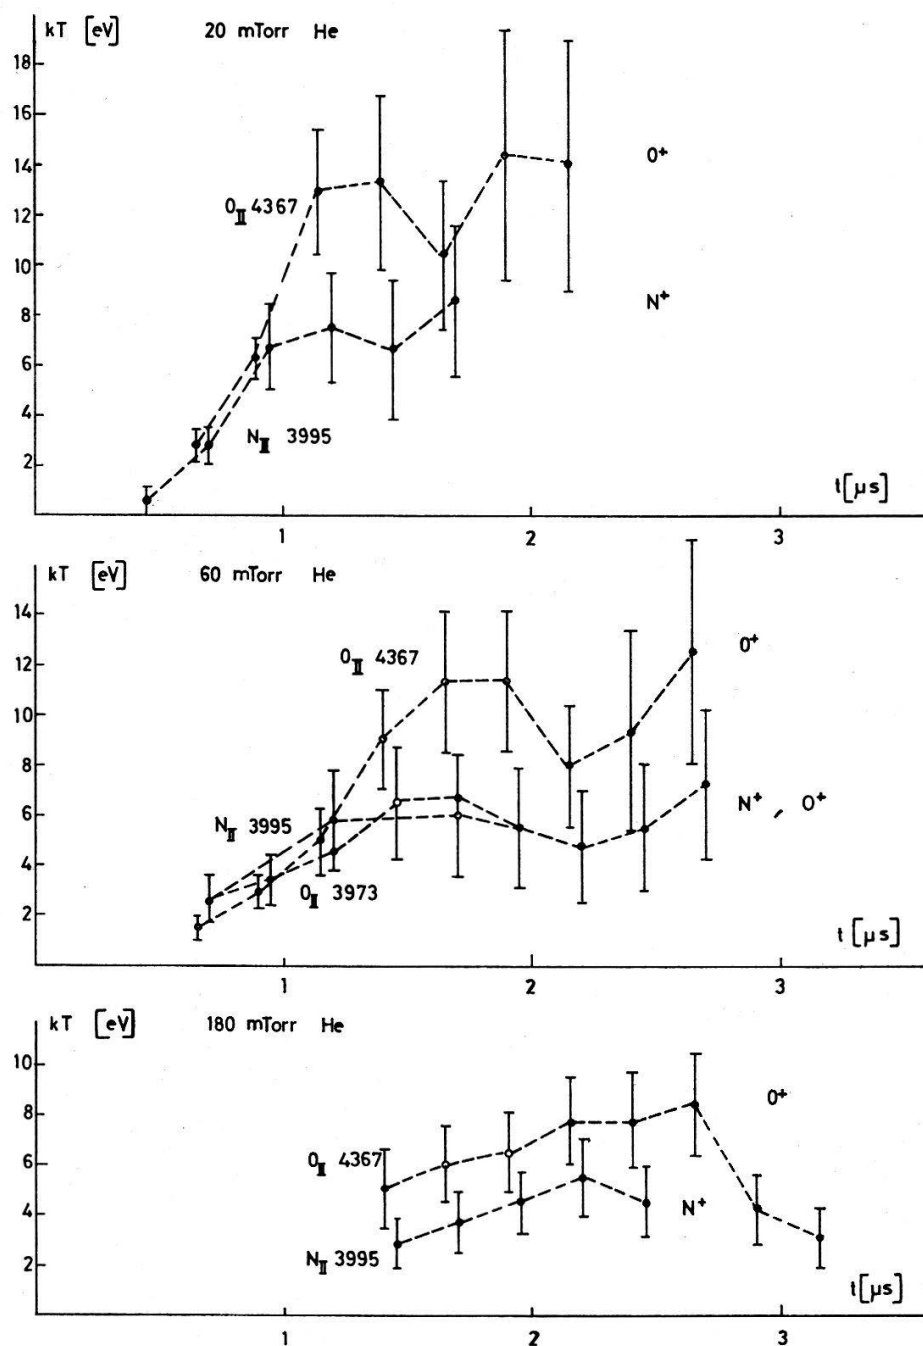 kT [eV] 20 mTorr He
18
16
14
12
10
8
6
4
2
O⁺
O_II 4367
N⁺
N_II 3995
t[µs]
1 2 3
kT [eV] 60 mTorr He
14
12
10
8
6
4
2
O_II 4367
O⁺
N⁺, O⁺
N_II 3995
O_II 3973
t[µs]
1 2 3
kT [eV] 180 mTorr He
10
8
6
4
2
O⁺
O_II 4367
N⁺
N_II 3995
t[µs]
1 2 3